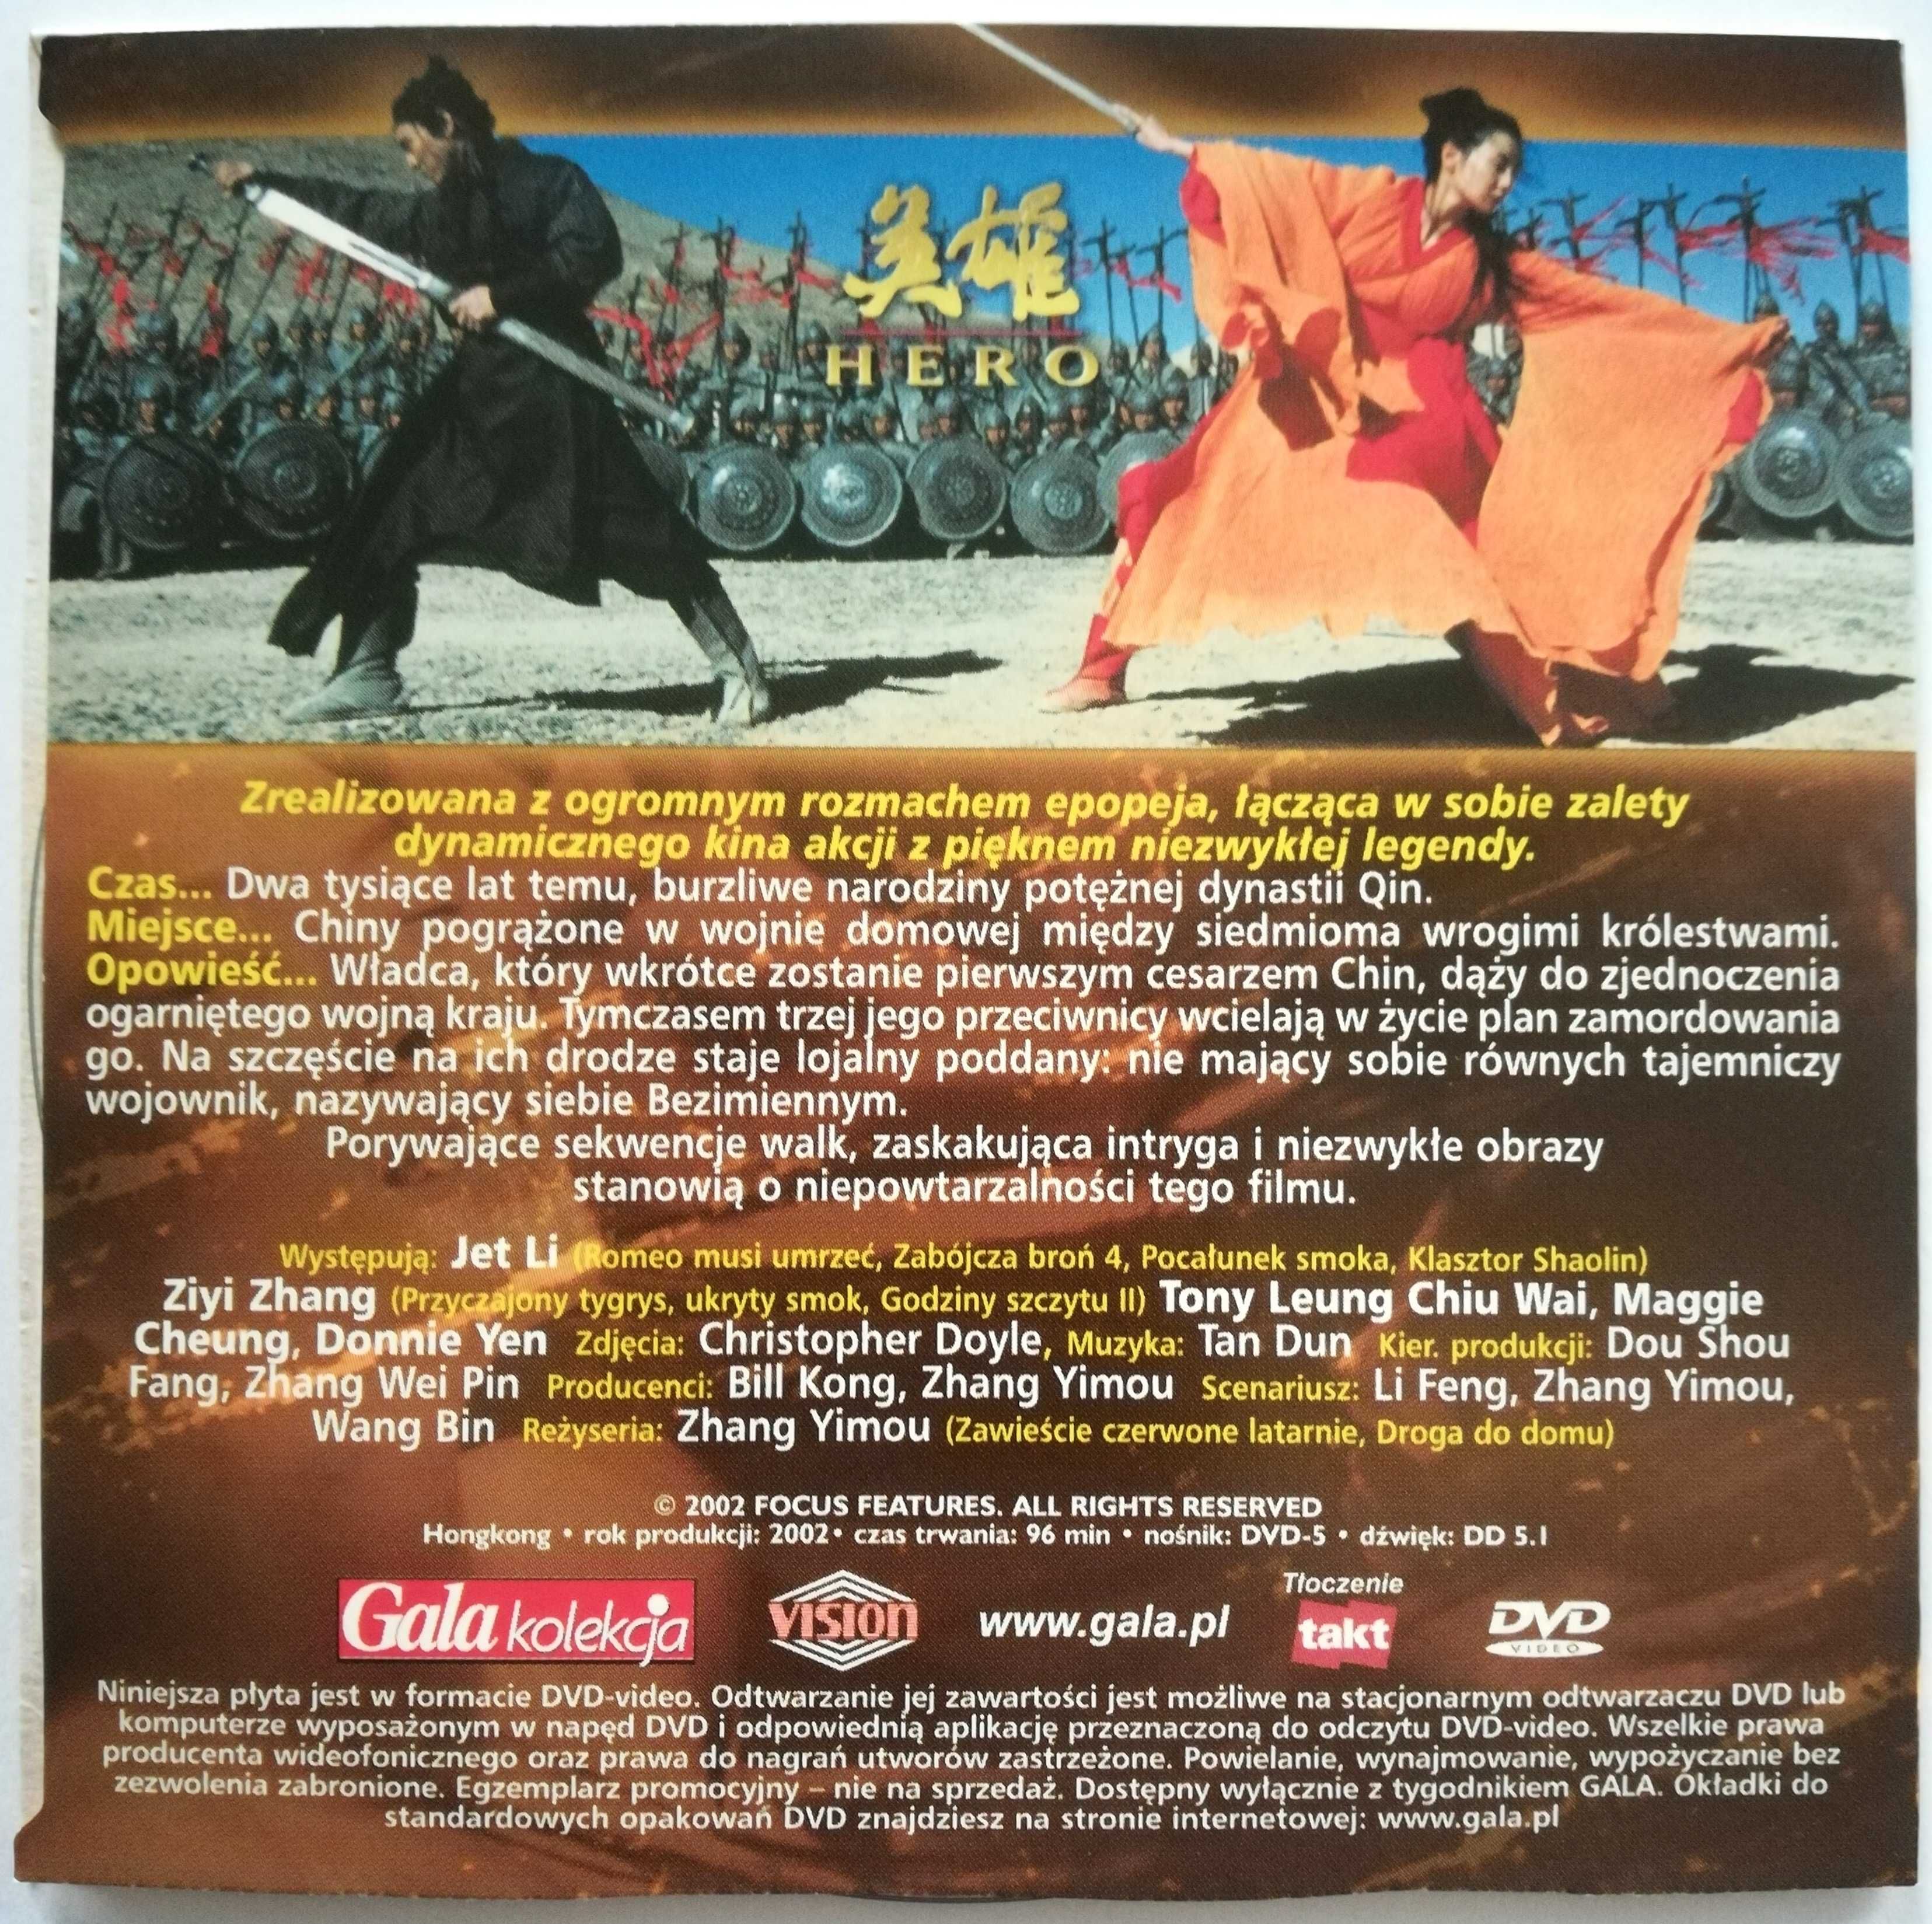 英雄
HERO
Zrealizowana z ogromnym rozmachem epopeja, łącząca w sobie zalety
dynamicznego kina akcji z pięknem niezwykłej legendy.
Czas... Dwa tysiące lat temu, burzliwe narodziny potężnej dynastii Qin.
Miejsce... Chiny pogrążone w wojnie domowej między siedmioma wrogimi królestwami.
Opowieść... Władca, który wkrótce zostanie pierwszym cesarzem Chin, dąży do zjednoczenia
ogarniętego wojną kraju. Tymczasem trzej jego przeciwnicy wcielają w życie plan zamordowania
go. Na szczęście na ich drodze staje lojalny poddany: nie mający sobie równych tajemniczy
wojownik, nazywający siebie Bezimiennym.
Porywające sekwencje walk, zaskakująca intryga i niezwykłe obrazy
stanowią o niepowtarzalności tego filmu.
Występują: Jet Li (Romeo musi umrzeć, Zabójcza broń 4, Pocałunek smoka, Klasztor Shaolin)
Ziyi Zhang (Przyczajony tygrys, ukryty smok, Godziny szczytu II) Tony Leung Chiu Wai, Maggie
Cheung, Donnie Yen Zdjęcia: Christopher Doyle, Muzyka: Tan Dun Kier. produkcji: Dou Shou
Fang, Zhang Wei Pin Producenci: Bill Kong, Zhang Yimou Scenariusz: Li Feng, Zhang Yimou,
Wang Bin Reżyseria: Zhang Yimou (Zawieście czerwone latarnie, Droga do domu)
© 2002 FOCUS FEATURES. ALL RIGHTS RESERVED
Hongkong • rok produkcji: 2002 • czas trwania: 96 min • nośnik: DVD-5 • dźwięk: DD 5.1
Tłoczenie
Gala kolekcja VISION www.gala.pl takt DVD VIDEO
Niniejsza płyta jest w formacie DVD-video. Odtwarzanie jej zawartości jest możliwe na stacjonarnym odtwarzaczu DVD lub
komputerze wyposażonym w napęd DVD i odpowiednią aplikację przeznaczoną do odczytu DVD-video. Wszelkie prawa
producenta wideofonicznego oraz prawa do nagrań utworów zastrzeżone. Powielanie, wynajmowanie, wypożyczanie bez
zezwolenia zabronione. Egzemplarz promocyjny – nie na sprzedaż. Dostępny wyłącznie z tygodnikiem GALA. Okładki do
standardowych opakowań DVD znajdziesz na stronie internetowej: www.gala.pl